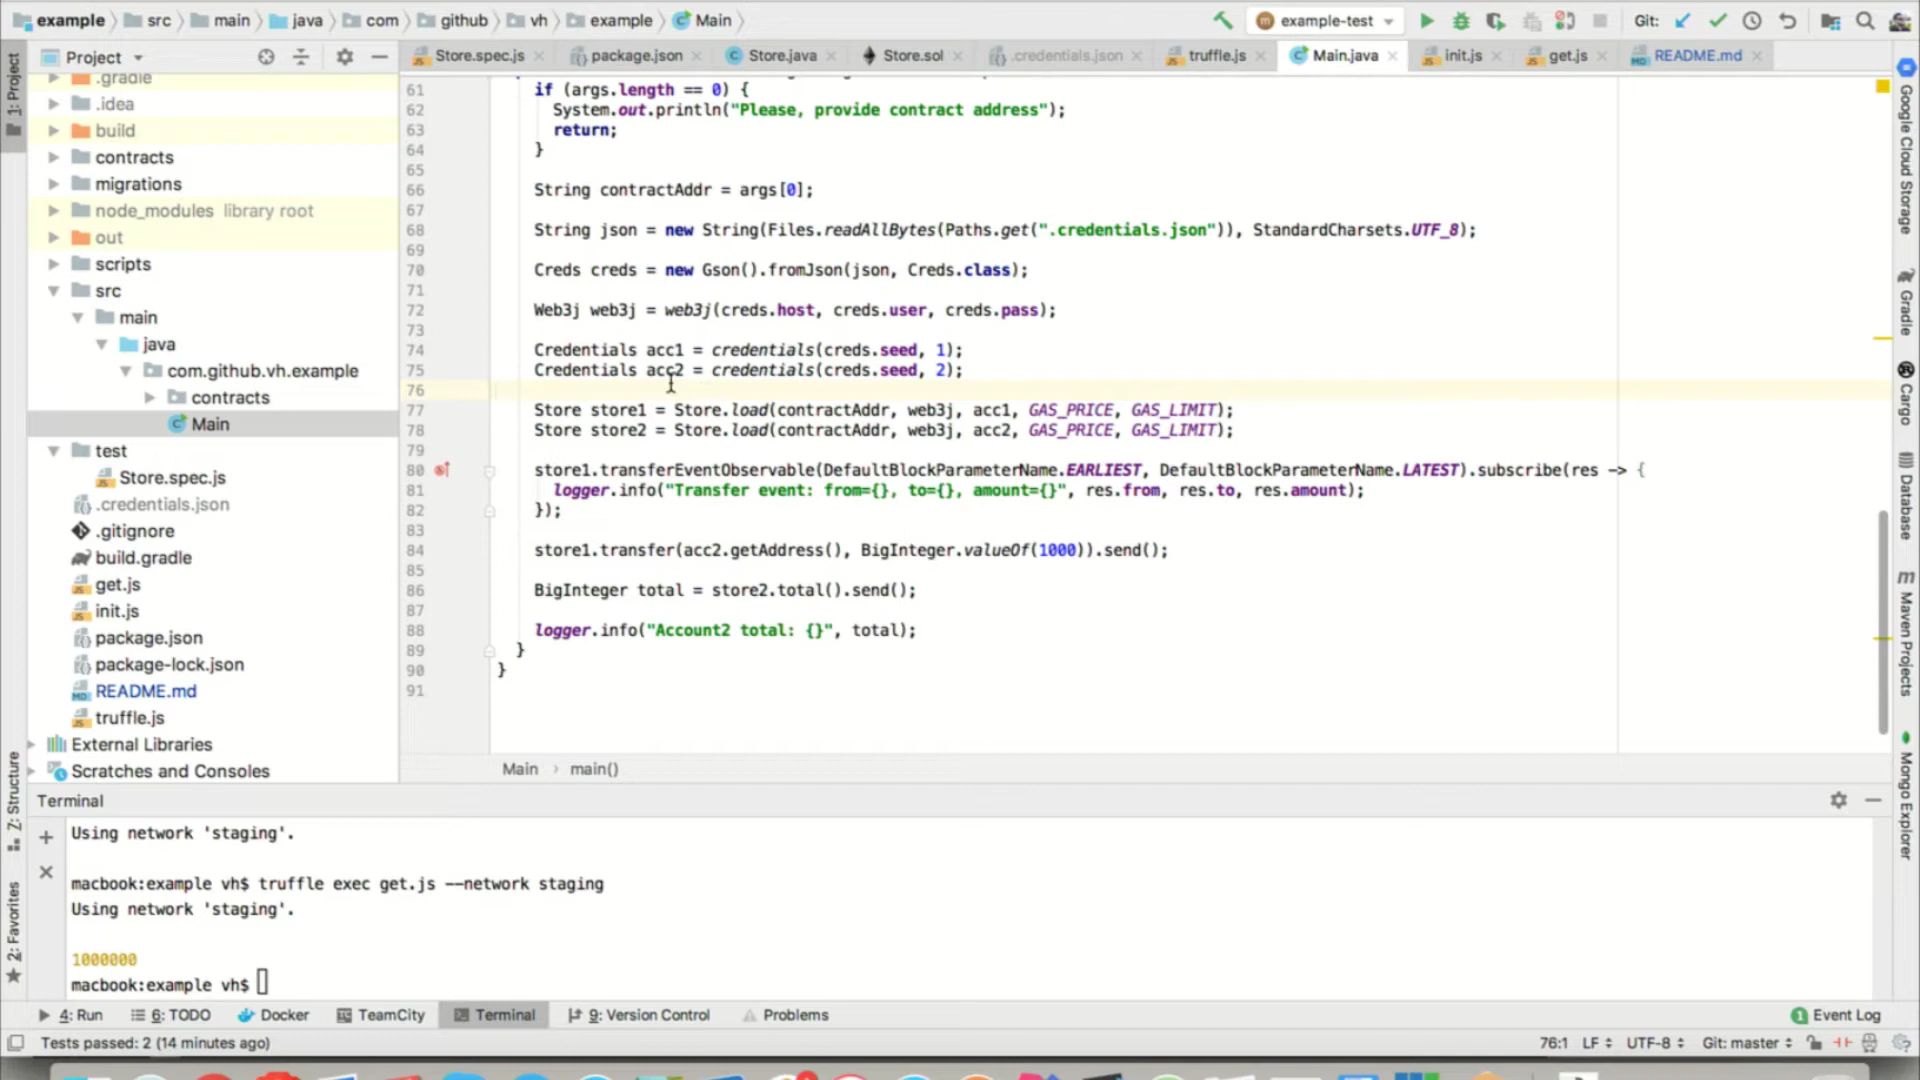 example src main java com github vh example Main
example-test
Git:
Project
Store.spec.js
package.json
Store.java
Store.sol
.credentials.json
truffle.js
Main.java
init.js
get.js
README.md
1: Project
.gradle
.idea
build
contracts
migrations
node_modules library root
out
scripts
src
main
java
com.github.vh.example
contracts
Main
test
Store.spec.js
.credentials.json
.gitignore
build.gradle
get.js
init.js
package.json
package-lock.json
README.md
truffle.js
External Libraries
Scratches and Consoles
61 if (args.length == 0) {
62 System.out.println("Please, provide contract address");
63 return;
64 }
65
66 String contractAddr = args[0];
67
68 String json = new String(Files.readAllBytes(Paths.get(".credentials.json")), StandardCharsets.UTF_8);
69
70 Creds creds = new Gson().fromJson(json, Creds.class);
71
72 Web3j web3j = web3j(creds.host, creds.user, creds.pass);
73
74 Credentials acc1 = credentials(creds.seed, 1);
75 Credentials acc2 = credentials(creds.seed, 2);
76
77 Store store1 = Store.load(contractAddr, web3j, acc1, GAS_PRICE, GAS_LIMIT);
78 Store store2 = Store.load(contractAddr, web3j, acc2, GAS_PRICE, GAS_LIMIT);
79
80 store1.transferEventObservable(DefaultBlockParameterName.EARLIEST, DefaultBlockParameterName.LATEST).subscribe(res -> {
81 logger.info("Transfer event: from={}, to={}, amount={}", res.from, res.to, res.amount);
82 });
83
84 store1.transfer(acc2.getAddress(), BigInteger.valueOf(1000)).send();
85
86 BigInteger total = store2.total().send();
87
88 logger.info("Account2 total: {}", total);
89 }
90 }
91
Main › main()
Google Cloud Storage
Gradle
Cargo
Database
Maven Projects
Mongo Explorer
Z: Structure
2: Favorites
Terminal
Using network 'staging'.
macbook:example vh$ truffle exec get.js --network staging
Using network 'staging'.
1000000
macbook:example vh$
4: Run
6: TODO
Docker
TeamCity
Terminal
9: Version Control
Problems
1 Event Log
Tests passed: 2 (14 minutes ago)
76:1 LF UTF-8 Git: master